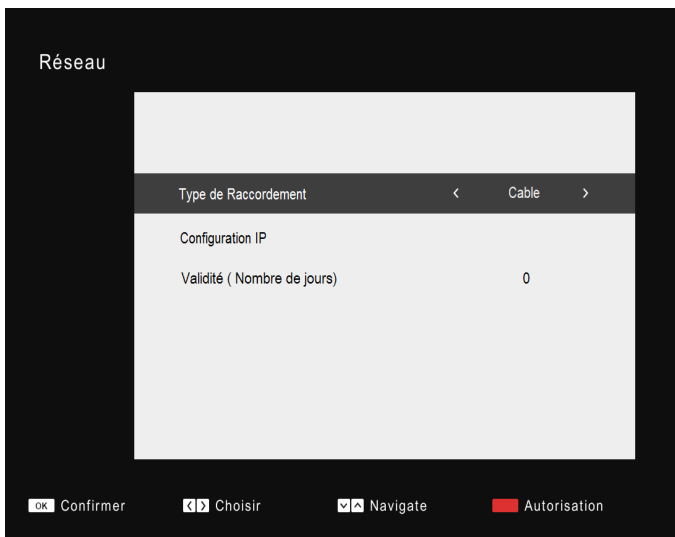 Réseau
Type de Raccordement < Cable >
Configuration IP
Validité ( Nombre de jours) 0
OK Confirmer < > Choisir Navigate Autorisation